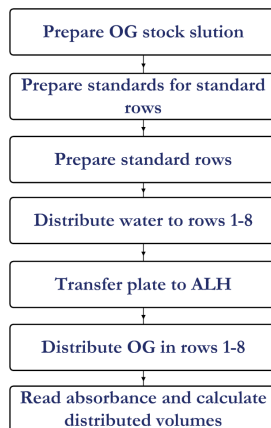 Prepare OG stock slution
Prepare standards for standard
rows
Prepare standard rows
Distribute water to rows 1-8
Transfer plate to ALH
Distribute OG in rows 1-8
Read absorbance and calculate
distributed volumes